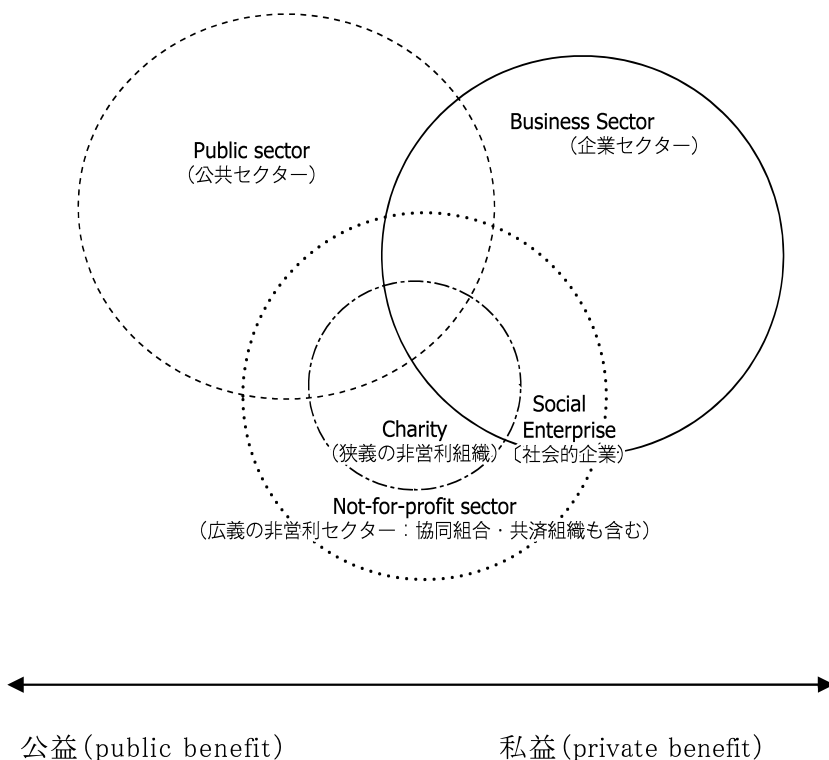 Business Sector
（企業セクター）
Public sector
（公共セクター）
Social
Enterprise
〔社会的企業〕
Charity
（狭義の非営利組織）
Not-for-profit sector
（広義の非営利セクター：協同組合・共済組織も含む）
公益(public benefit)
私益(private benefit)